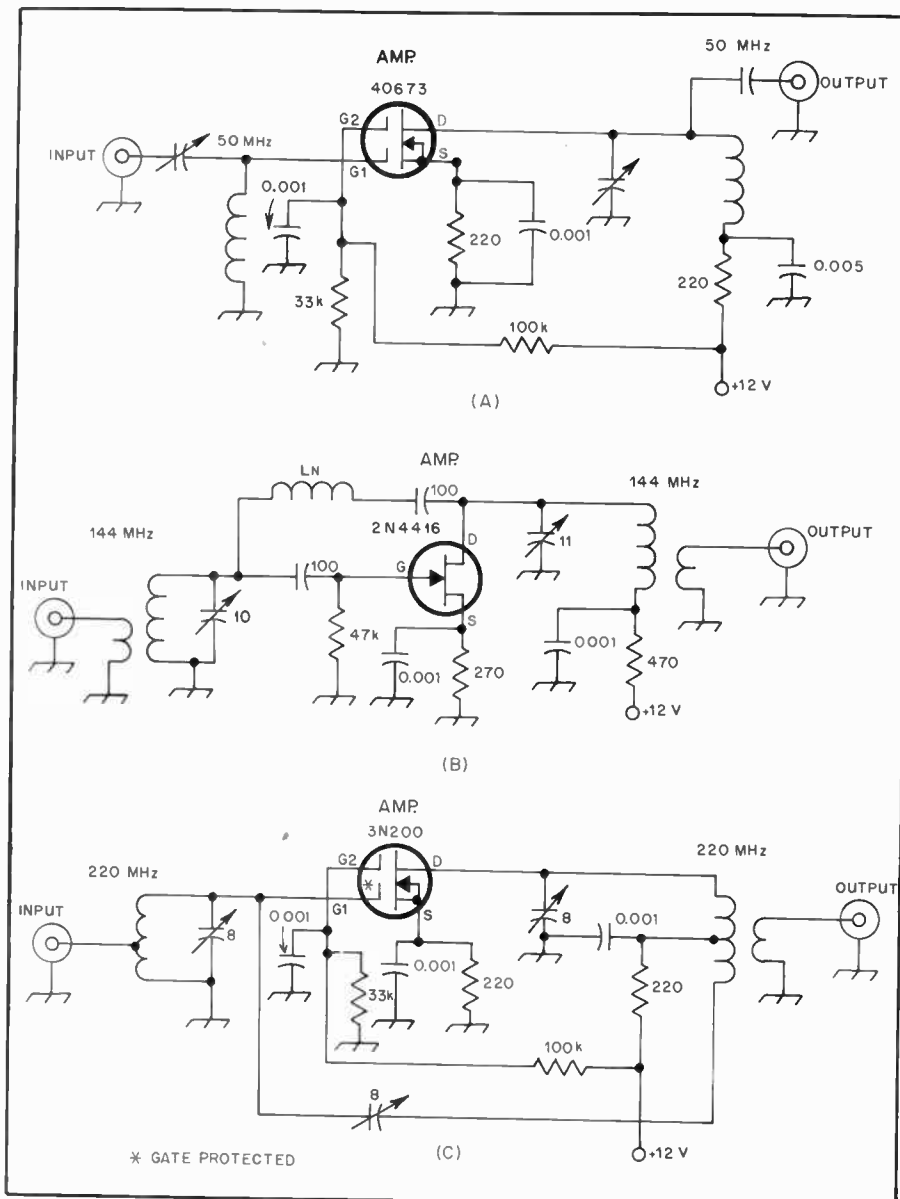 AMP.
40673
50 MHz
OUTPUT
INPUT
50 MHz
G2
D
S
G1
0.001
33k
220
0.001
220
0.005
100k
+12 V
(A)
AMP.
LN
100
144 MHz
2N4416
144 MHz
D
G
S
11
OUTPUT
INPUT
10
100
47k
0.001
270
0001
470
+12 V
(B)
AMP.
3N200
220 MHz
220 MHz
G2
D
*
G1
S
INPUT
8
0.001
33k
0.001
220
8
0.001
220
OUTPUT
100k
8
+12 V
* GATE PROTECTED
(C)